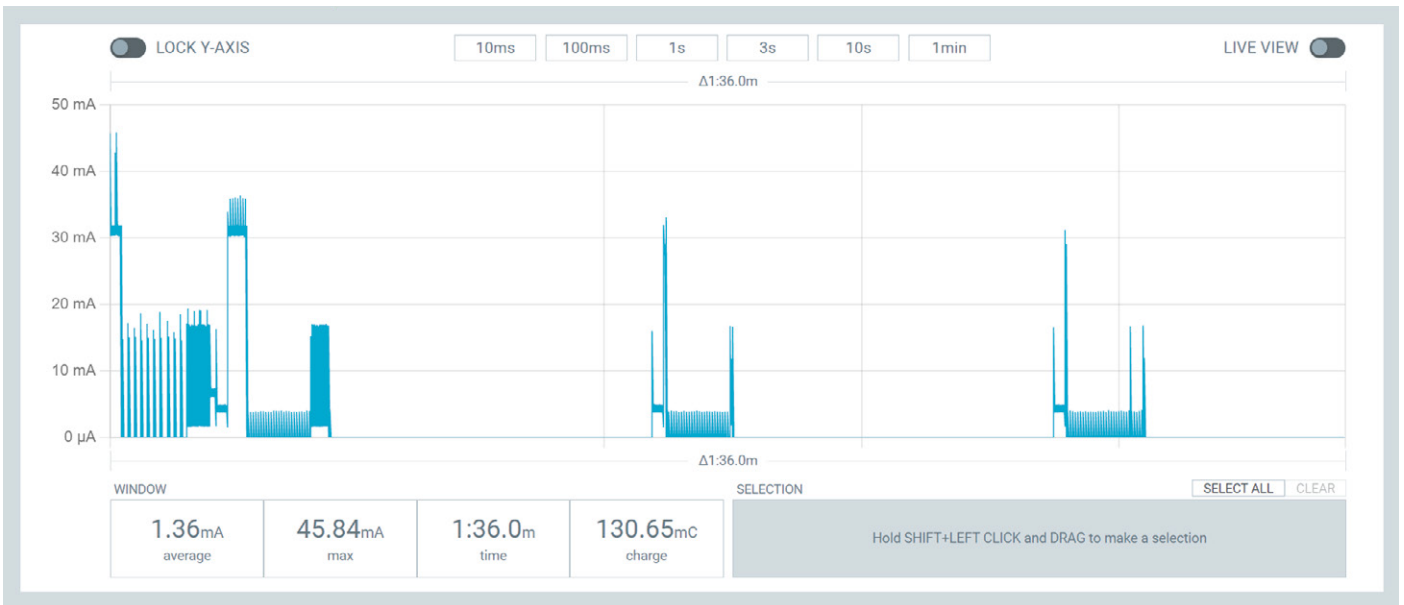 LOCK Y-AXIS 10ms 100ms 1s 3s 10s 1min LIVE VIEW
Δ1:36.0m
50 mA
40 mA
30 mA
20 mA
10 mA
0 µA
Δ1:36.0m
WINDOW SELECTION SELECT ALL CLEAR
1.36mA 45.84mA 1:36.0m 130.65mC
average max time charge
Hold SHIFT+LEFT CLICK and DRAG to make a selection